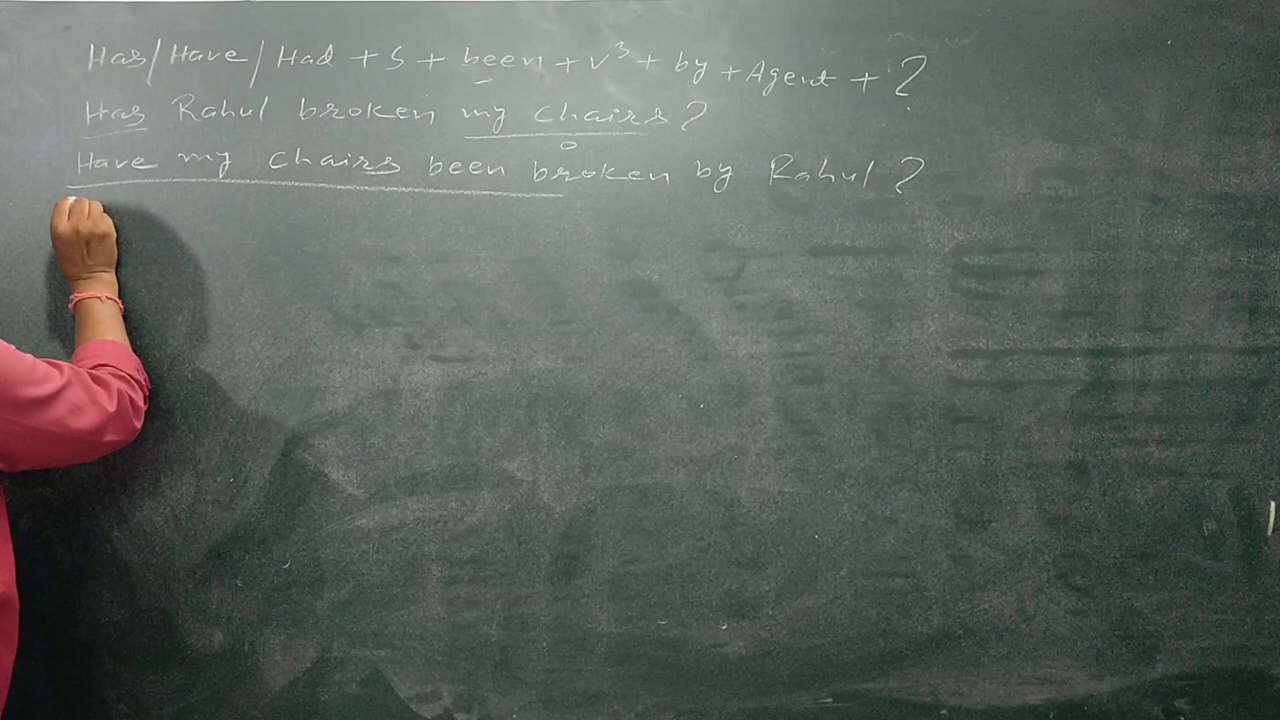 Has/Have/Had + S + been + V³ + by + Agent + ?
Has Rahul broken my chairs?
O
Have my chairs been broken by Rahul?